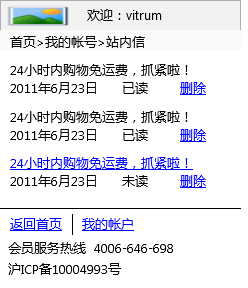 欢迎：vitrum
首页>我的帐号>站内信
24小时内购物免运费，抓紧啦！
2011年6月23日 已读 删除
24小时内购物免运费，抓紧啦！
2011年6月23日 已读 删除
24小时内购物免运费，抓紧啦！
2011年6月23日 未读 删除
返回首页 | 我的帐户
会员服务热线 4006-646-698
沪ICP备10004993号